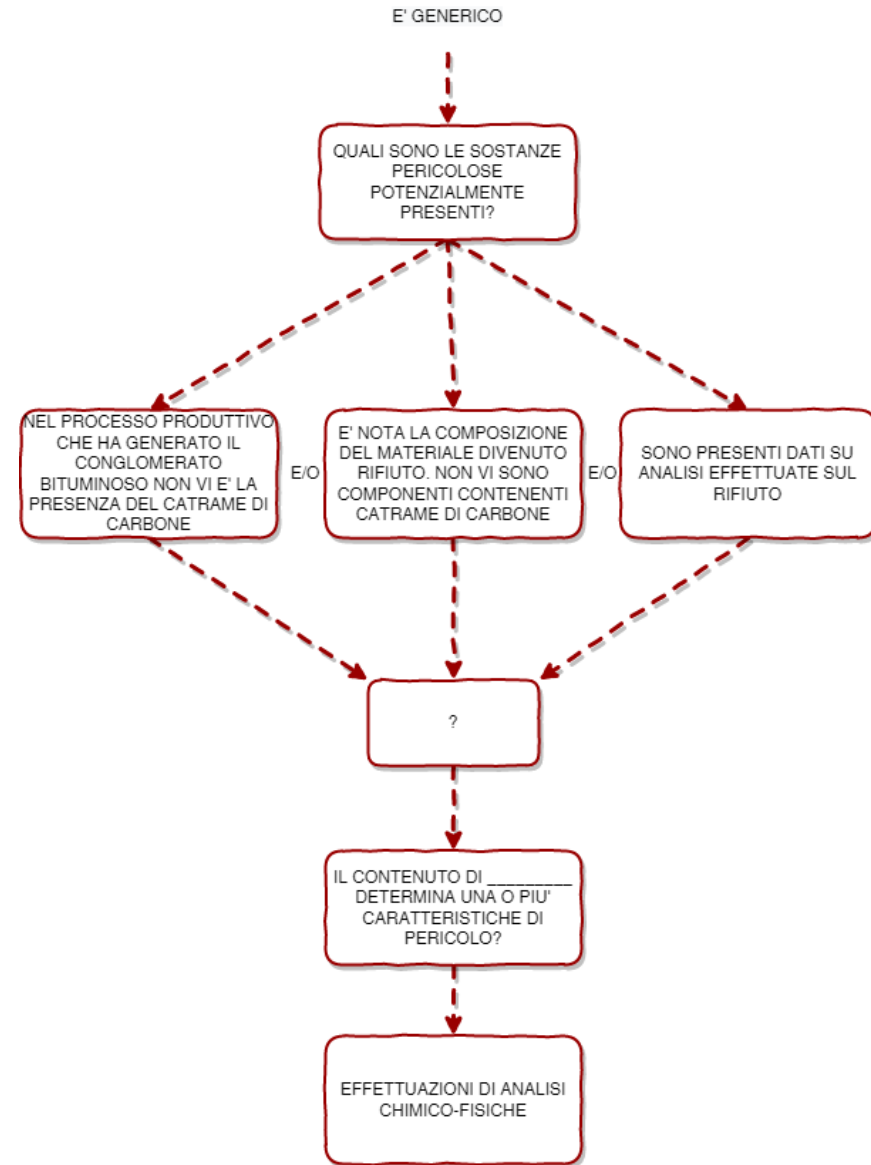 E' GENERICO
QUALI SONO LE SOSTANZE
PERICOLOSE
POTENZIALMENTE
PRESENTI?
NEL PROCESSO PRODUTTIVO
CHE HA GENERATO IL
CONGLOMERATO
BITUMINOSO NON VI E' LA
PRESENZA DEL CATRAME DI
CARBONE
E/O
E' NOTA LA COMPOSIZIONE
DEL MATERIALE DIVENUTO
RIFIUTO. NON VI SONO
COMPONENTI CONTENENTI
CATRAME DI CARBONE
E/O
SONO PRESENTI DATI SU
ANALISI EFFETTUATE SUL
RIFIUTO
?
IL CONTENUTO DI _________
DETERMINA UNA O PIU'
CARATTERISTICHE DI
PERICOLO?
EFFETTUAZIONI DI ANALISI
CHIMICO-FISICHE